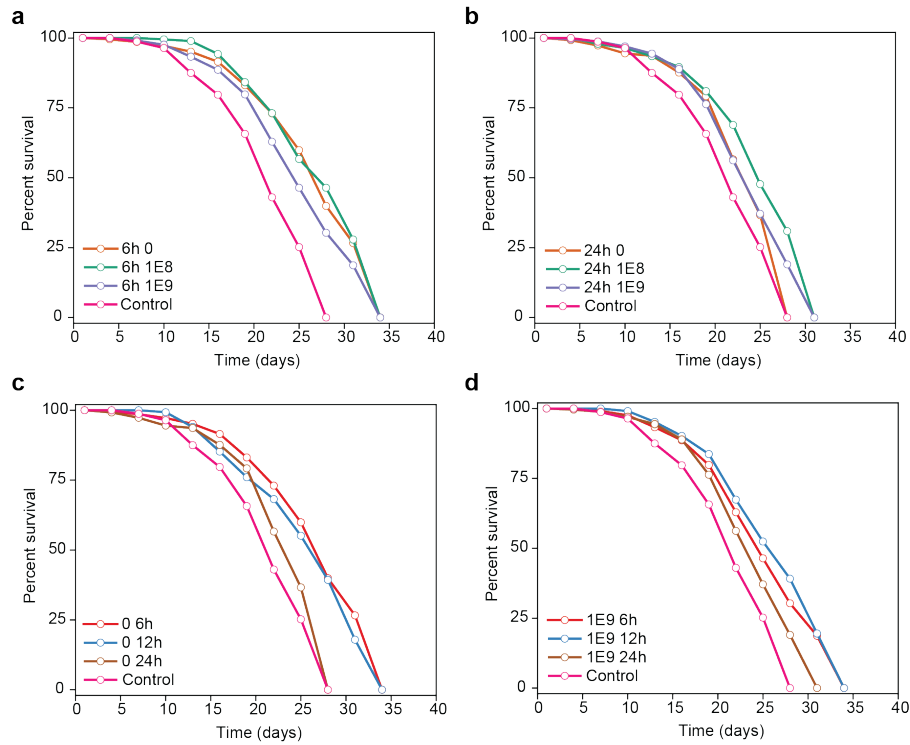 a
100
75
50
25
0
Percent survival
6h 0
6h 1E8
6h 1E9
Control
0 5 10 15 20 25 30 35 40
Time (days)
b
100
75
50
25
0
Percent survival
24h 0
24h 1E8
24h 1E9
Control
0 5 10 15 20 25 30 35 40
Time (days)
c
100
75
50
25
0
Percent survival
0 6h
0 12h
0 24h
Control
0 5 10 15 20 25 30 35 40
Time (days)
d
100
75
50
25
0
Percent survival
1E9 6h
1E9 12h
1E9 24h
Control
0 5 10 15 20 25 30 35 40
Time (days)